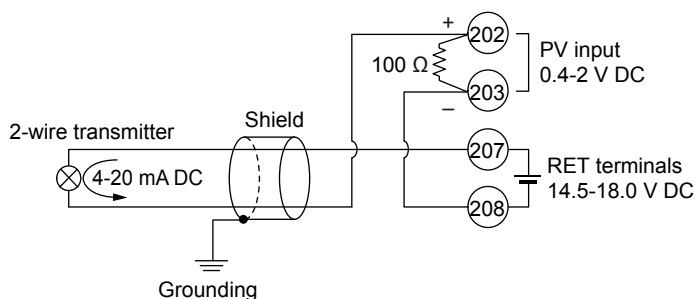 +
202
PV input
0.4-2 V DC
100 Ω
203
−
Shield
2-wire transmitter
207
4-20 mA DC
RET terminals
14.5-18.0 V DC
208
Grounding